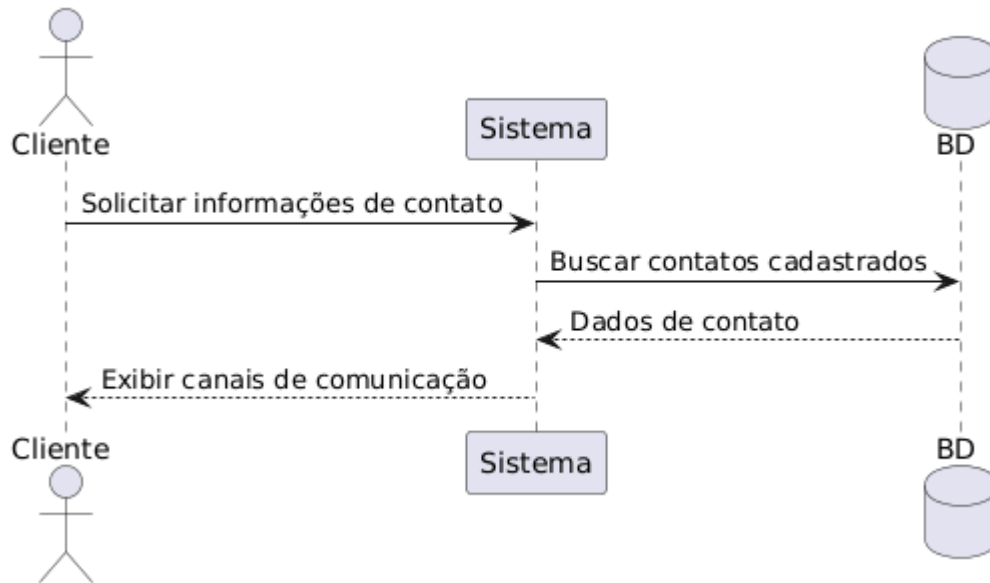 Cliente
Sistema
BD
Solicitar informações de contato
Buscar contatos cadastrados
Dados de contato
Exibir canais de comunicação
Cliente
Sistema
BD